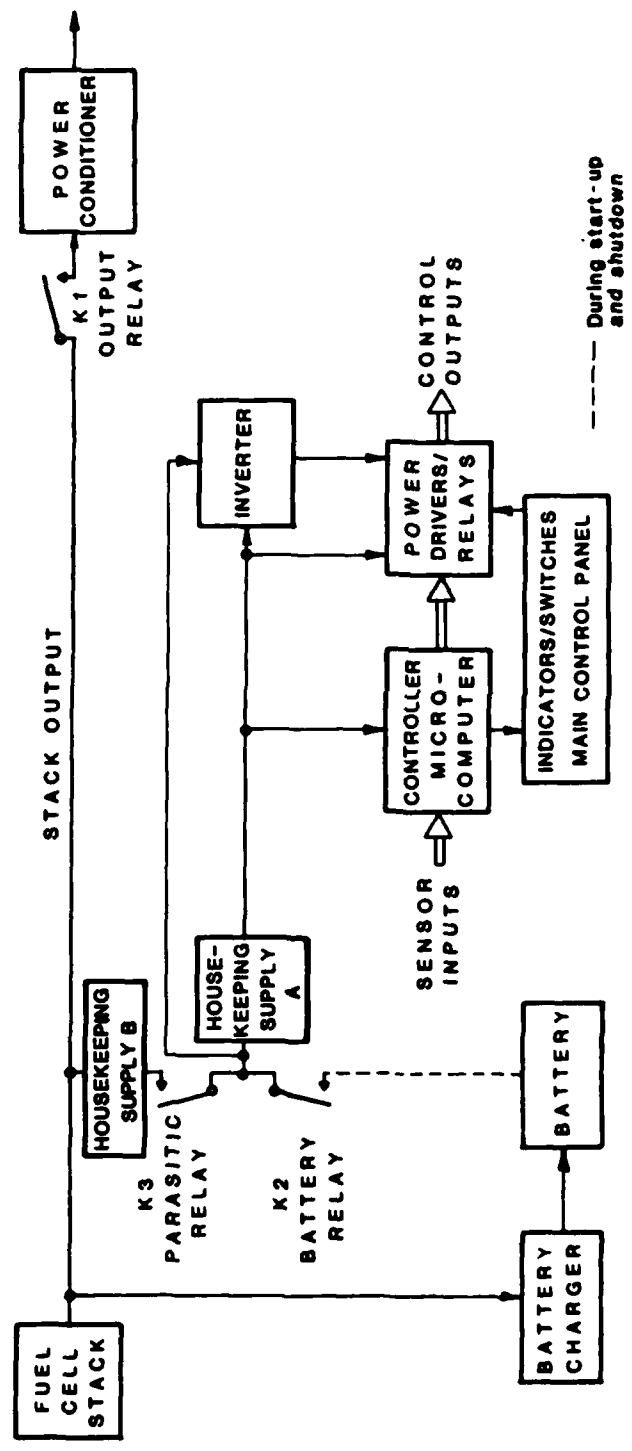 FUEL
CELL
STACK
STACK OUTPUT
K1
OUTPUT
RELAY
POWER
CONDITIONER
HOUSEKEEPING
SUPPLY B
K3
PARASITIC
RELAY
K2
BATTERY
RELAY
HOUSE-
KEEPING
SUPPLY
A
INVERTER
SENSOR
INPUTS
CONTROLLER
MICRO-
COMPUTER
POWER
DRIVERS/
RELAYS
CONTROL
OUTPUTS
BATTERY
CHARGER
BATTERY
INDICATORS/SWITCHES
MAIN CONTROL PANEL
During start-up
and shutdown